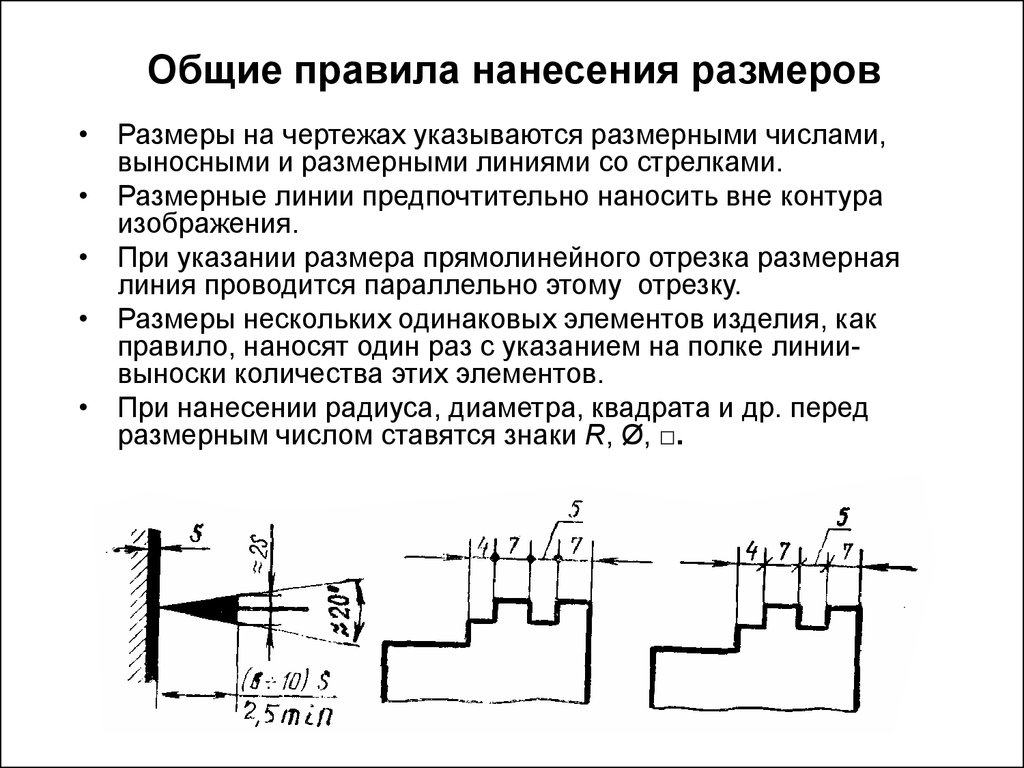 Общие правила нанесения размеров
• Размеры на чертежах указываются размерными числами,
выносными и размерными линиями со стрелками.
• Размерные линии предпочтительно наносить вне контура
изображения.
• При указании размера прямолинейного отрезка размерная
линия проводится параллельно этому отрезку.
• Размеры нескольких одинаковых элементов изделия, как
правило, наносят один раз с указанием на полке линии-
выноски количества этих элементов.
• При нанесении радиуса, диаметра, квадрата и др. перед
размерным числом ставятся знаки R, Ø, □.
S
≈2S
≈20°
(6÷10) S
2,5 min
5
4 7 7
5
4 7 7